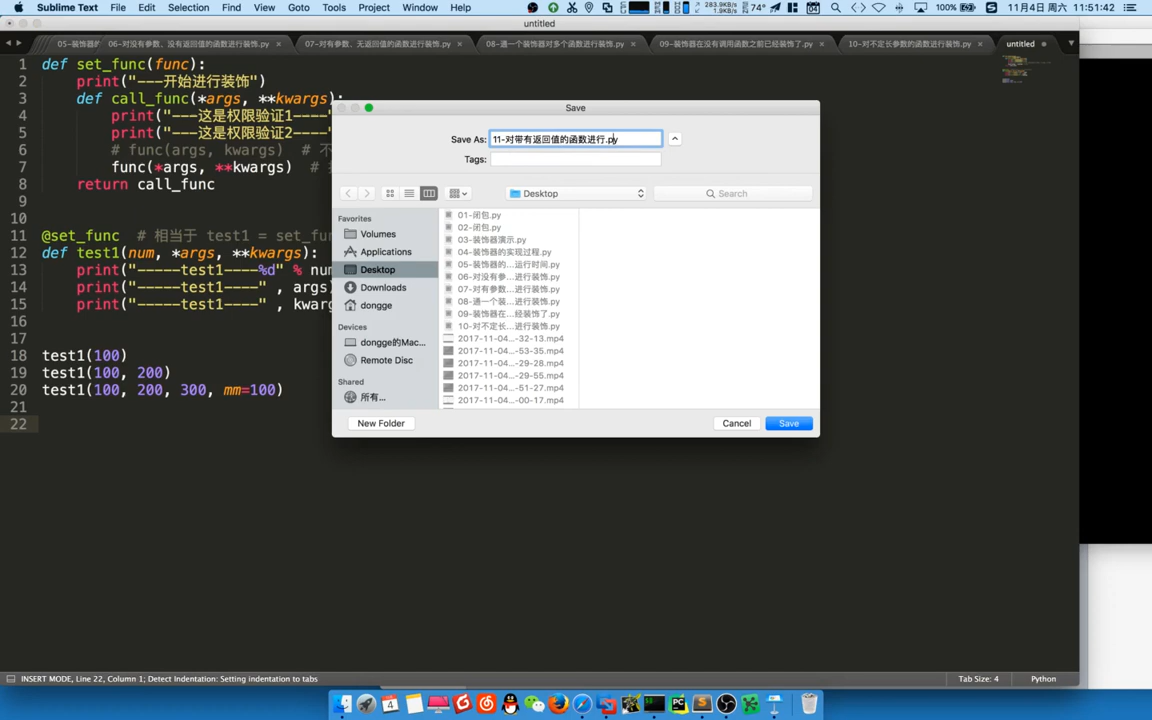 Sublime Text File Edit Selection Find View Goto Tools Project Window Help 283.9KB/s 74° 04 100% 11月4日 周六 11:51:42
untitled
05-装饰器的 06-对没有参数、没有返回值的函数进行装饰.py × 07-对有参数、无返回值的函数进行装饰.py × 08-通一个装饰器对多个函数进行装饰.py × 09-装饰器在没有调用函数之前已经装饰了.py × 10-对不定长参数的函数进行装饰.py × untitled
1 def set_func(func):
2 print("---开始进行装饰")
3 def call_func(*args, **kwargs):
4 print("---这是权限验证1----")
5 print("---这是权限验证2----")
6 # func(args, kwargs) # 不
7 func(*args, **kwargs) #
8 return call_func
9
10
11 @set_func # 相当于 test1 = set_fu
12 def test1(num, *args, **kwargs):
13 print("-----test1----%d" % num
14 print("-----test1----" , args)
15 print("-----test1----" , kwarg
16
17
18 test1(100)
19 test1(100, 200)
20 test1(100, 200, 300, mm=100)
21
22
Save
Save As: 11-对带有返回值的函数进行.py
Tags:
Desktop
Search
Favorites
Volumes
Applications
Desktop
Downloads
dongge
Devices
dongge的Mac...
Remote Disc
Shared
所有...
01-闭包.py
02-闭包.py
03-装饰器演示.py
04-装饰器的实现过程.py
05-装饰器的...运行时间.py
06-对没有参...进行装饰.py
07-对有参数...进行装饰.py
08-通一个装...进行装饰.py
09-装饰器在...经装饰了.py
10-对不定长...进行装饰.py
2017-11-04...-32-13.mp4
2017-11-04...-53-35.mp4
2017-11-04...-29-28.mp4
2017-11-04...-29-55.mp4
2017-11-04...-51-27.mp4
2017-11-04...-00-17.mp4
New Folder Cancel Save
INSERT MODE, Line 22, Column 1; Detect Indentation: Setting indentation to tabs Tab Size: 4 Python